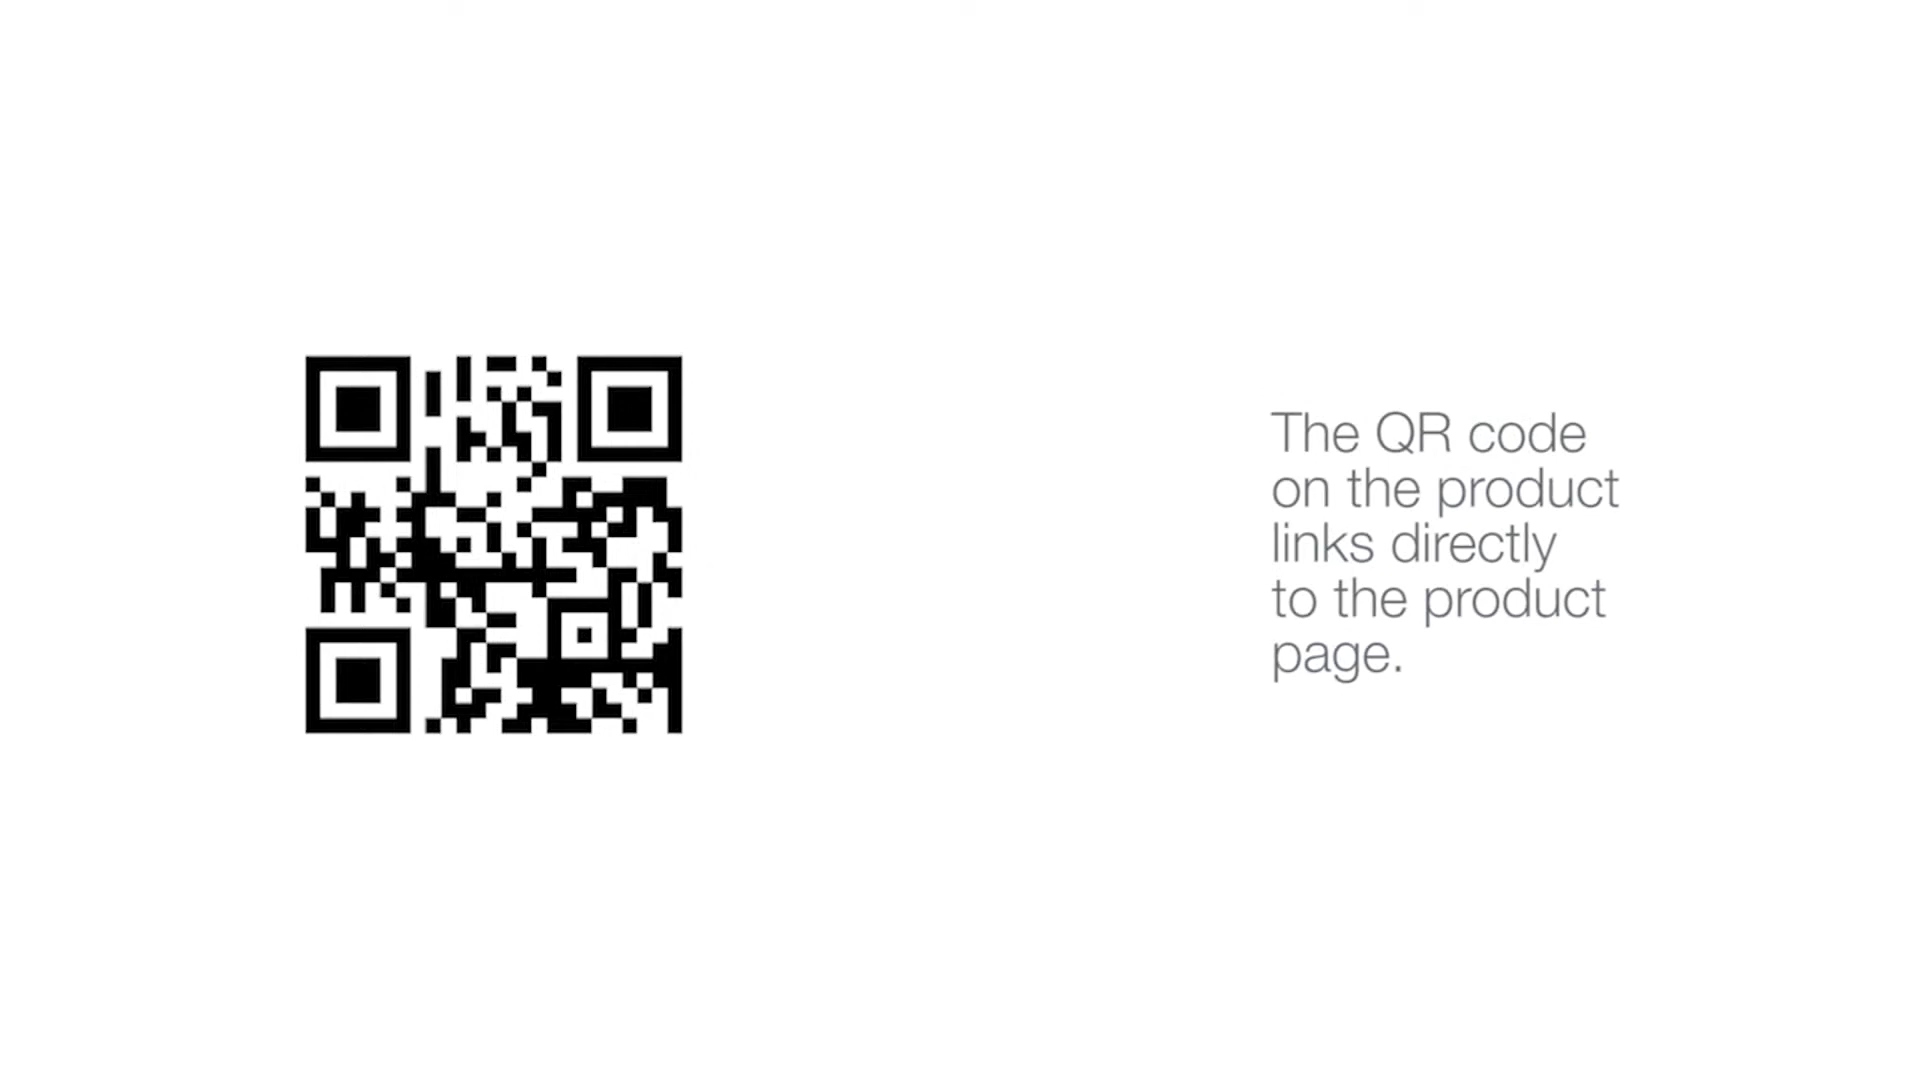 The QR code
on the product
links directly
to the product
page.